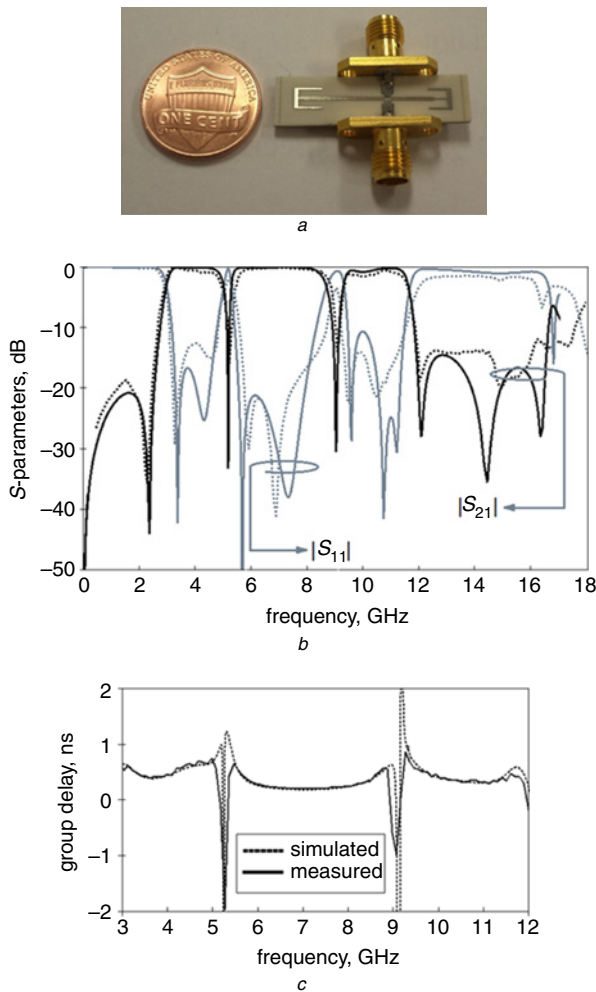 UNITED STATES OF AMERICA
ONE CENT
a
S-parameters, dB
0
–10
–20
–30
–40
–50
|S21|
|S11|
0 2 4 6 8 10 12 14 16 18
frequency, GHz
b
group delay, ns
2
1
0
–1
–2
simulated
measured
3 4 5 6 7 8 9 10 11 12
frequency, GHz
c